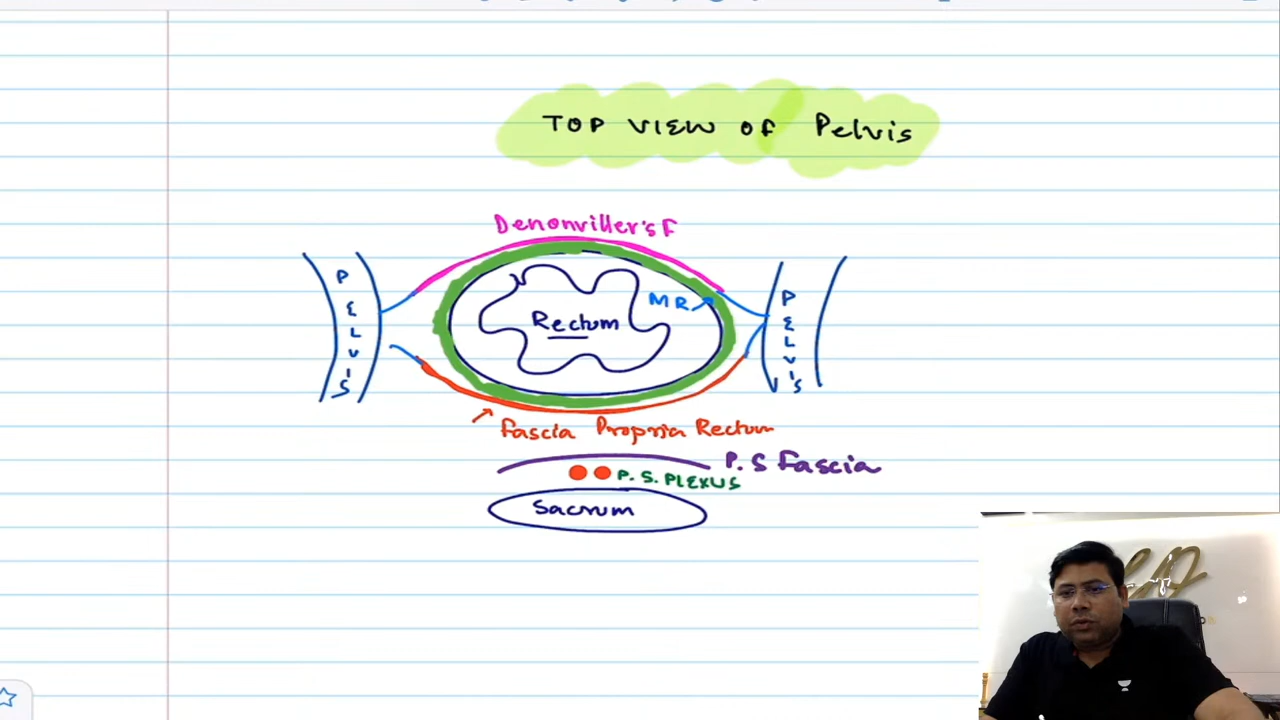 TOP VIEW OF Pelvis
Denonviller's F
PELVIS
MR
PELVIS
Rectum
Fascia Propria Rectum
P.S Fascia
P.S. PLEXUS
Sacrum